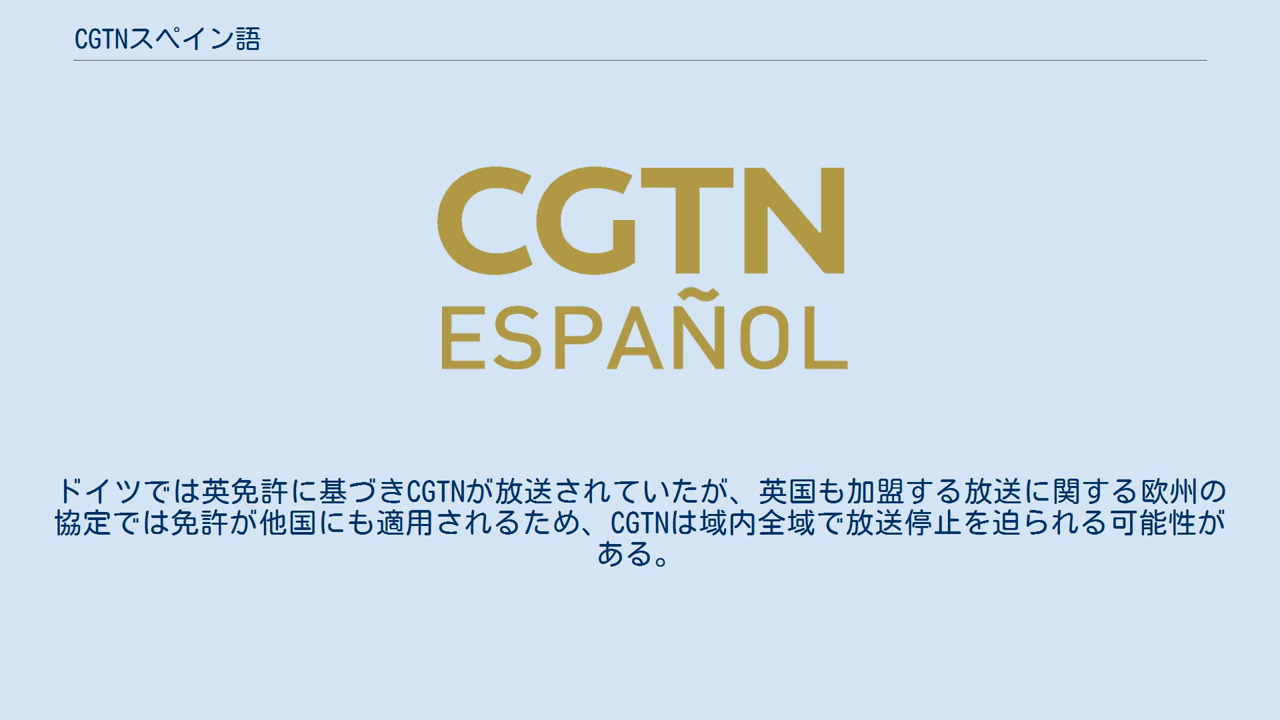 CGTNスペイン語
CGTN
ESPAÑOL
ドイツでは英免許に基づきCGTNが放送されていたが、英国も加盟する放送に関する欧州の
協定では免許が他国にも適用されるため、CGTNは域内全域で放送停止を迫られる可能性が
ある。